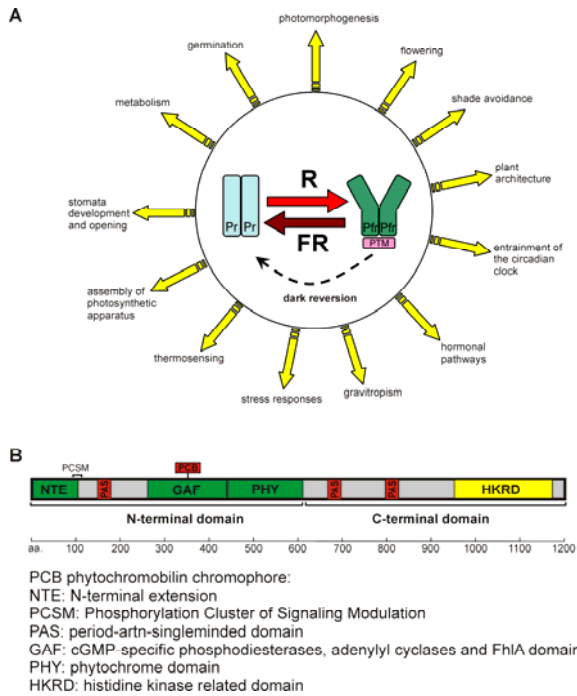 A
photomorphogenesis
germination
flowering
metabolism
shade avoidance
R
plant
architecture
stomata
development
and opening
Pr Pr
Pfr Pfr
PTM
FR
entrainment of
the circadian
clock
dark reversion
assembly of
photosynthetic
apparatus
thermosensing
hormonal
pathways
stress responses
gravitropism
B
PCSM
PCB
NTE
PAS
GAF
PHY
PAS
PAS
HKRD
N-terminal domain
C-terminal domain
aa. 100 200 300 400 500 600 700 800 900 1000 1100 1200
PCB phytochromobilin chromophore:
NTE: N-terminal extension
PCSM: Phosphorylation Cluster of Signaling Modulation
PAS: period-artn-singleminded domain
GAF: cGMP-specific phosphodiesterases, adenylyl cyclases and FhlA domain
PHY: phytochrome domain
HKRD: histidine kinase related domain